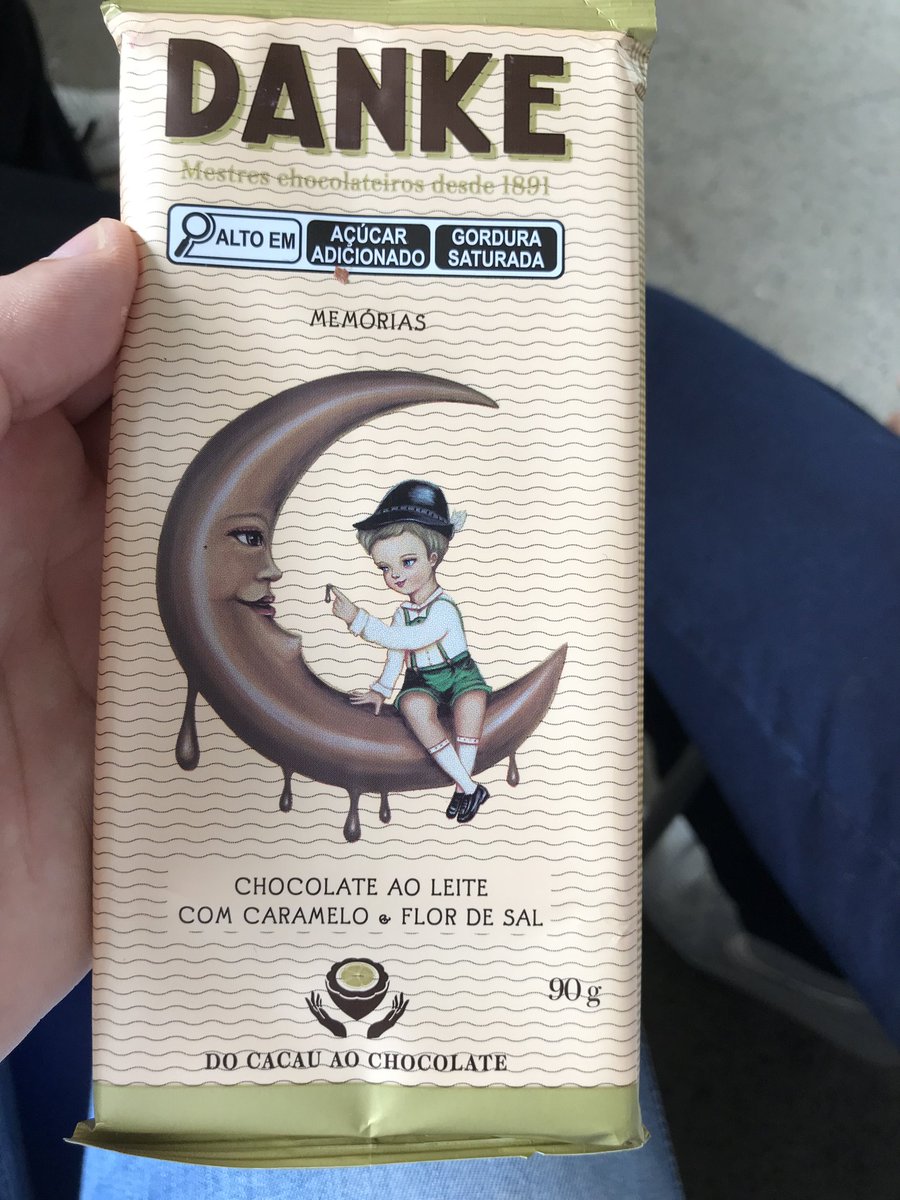 DANKE
Mestres chocolateiros desde 1891
ALTO EM AÇÚCAR ADICIONADO GORDURA SATURADA
MEMÓRIAS
CHOCOLATE AO LEITE
COM CARAMELO & FLOR DE SAL
90 g
DO CACAU AO CHOCOLATE